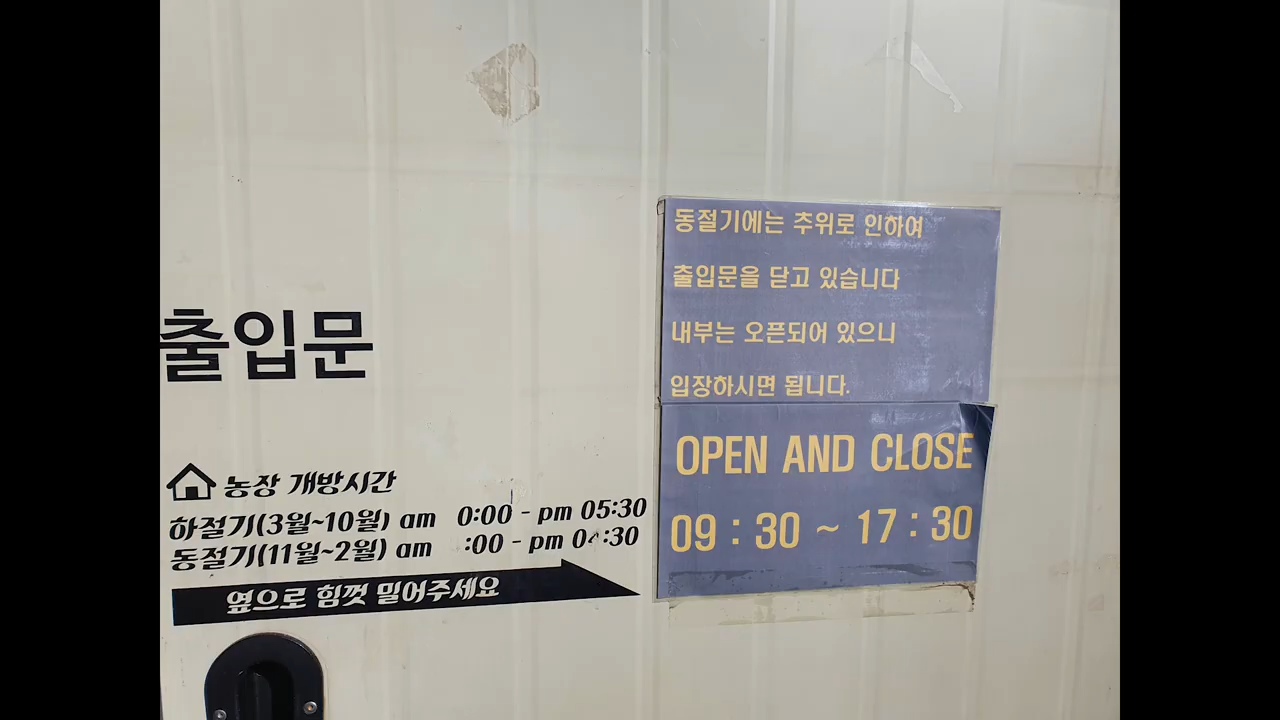 출입문
농장 개방시간
하절기(3월~10월) am 0:00 - pm 05:30
동절기(11월~2월) am :00 - pm 04:30
옆으로 힘껏 밀어주세요
동절기에는 추위로 인하여
출입문을 닫고 있습니다
내부는 오픈되어 있으니
입장하시면 됩니다.
OPEN AND CLOSE
09 : 30 ~ 17 : 30